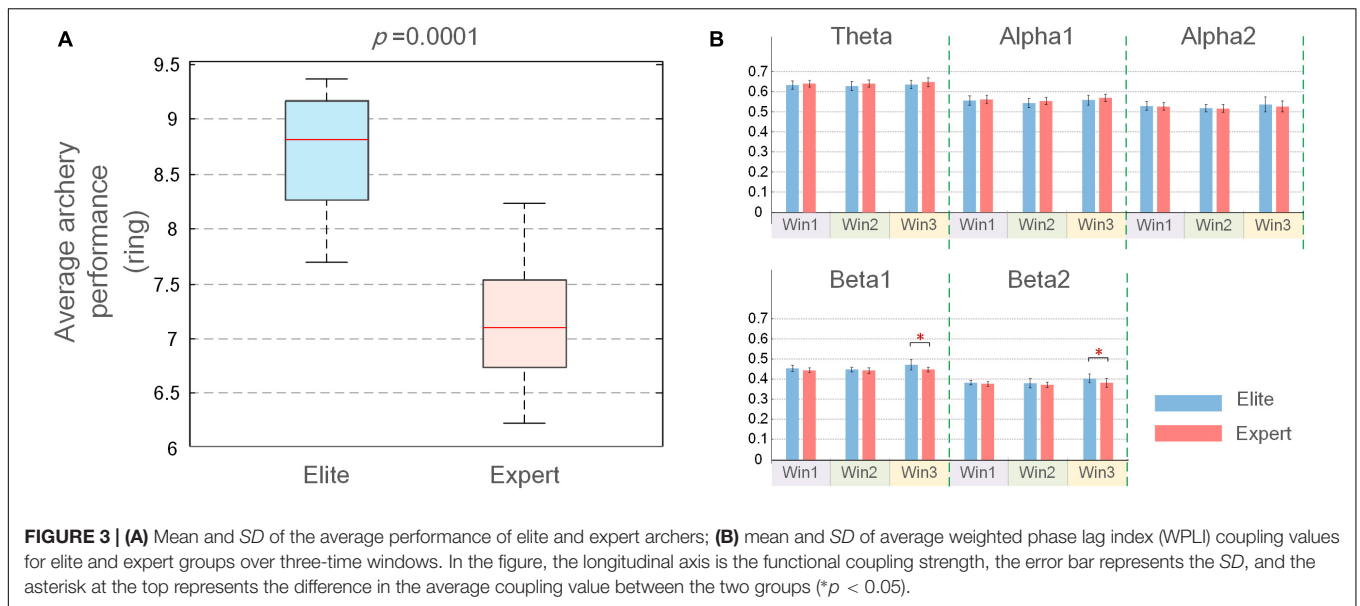 A
p=0.0001
Average archery
performance
(ring)
9.5
9
8.5
8
7.5
7
6.5
6
Elite Expert
B
Theta Alpha1 Alpha2
0.7
0.6
0.5
0.4
0.3
0.2
0.1
0
Win1 Win2 Win3 Win1 Win2 Win3 Win1 Win2 Win3
Beta1 Beta2
0.7
0.6
0.5
0.4
0.3
0.2
0.1
0
* *
Win1 Win2 Win3 Win1 Win2 Win3
Elite
Expert
FIGURE 3 | (A) Mean and SD of the average performance of elite and expert archers; (B) mean and SD of average weighted phase lag index (WPLI) coupling values
for elite and expert groups over three-time windows. In the figure, the longitudinal axis is the functional coupling strength, the error bar represents the SD, and the
asterisk at the top represents the difference in the average coupling value between the two groups (*p < 0.05).